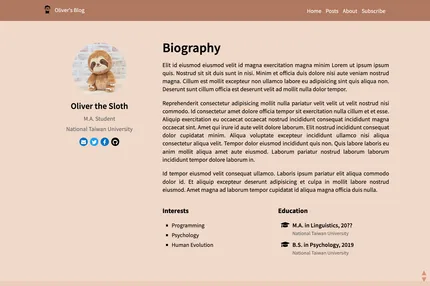 Oliver's Blog
Home Posts About Subscribe
Oliver the Sloth
M.A. Student
National Taiwan University
Biography
Elit id eiusmod eiusmod velit id magna exercitation magna minim Lorem ut ipsum ipsum
quis. Nostrud sit sit duis sunt in nisi. Minim et officia duis dolore nisi aute veniam nostrud
magna. Cillum est mollit excepteur non ullamco eu labore eu adipisicing sint quis aliqua non.
Deserunt sunt cillum officia est deserunt velit ad mollit nulla dolor tempor.
Reprehenderit consectetur adipisicing mollit nulla pariatur velit velit ut velit nostrud nisi
commodo. Id consectetur amet dolore officia tempor est ut nulla in cillum exercitation et ex esse.
Aliquip exercitation eu occaecat occaecat nostrud incididunt consequat incididunt ut magna
occaecat sint. Amet qui irure id aute velit dolore laborum. Elit nostrud incididunt consequat
dolor cupidatat minim. Aliqua voluptate excepteur incididunt ullamco nisi aliqua
consectetur aliqua velit. Tempor dolor eiusmod incididunt quis non. Quis labore laboris eu
anim mollit aliqua amet aute eiusmod. Laborum pariatur nostrud laborum laborum
incididunt tempor dolore laborum in.
Id tempor eiusmod velit consequat ullamco. Laboris eiusmod ut aliqua commodo
dolor id. Et aliquip excepteur deserunt adipisicing et culpa in mollit labore eiusmod.
Amet magna ad laborum tempor cupidatat id aliqua magna officia duis nulla.
Interests
Programming
Psychology
Human Evolution
Education
M.A. in Linguistics, 20??
National Taiwan University
B.S. in Psychology, 2019
National Taiwan University